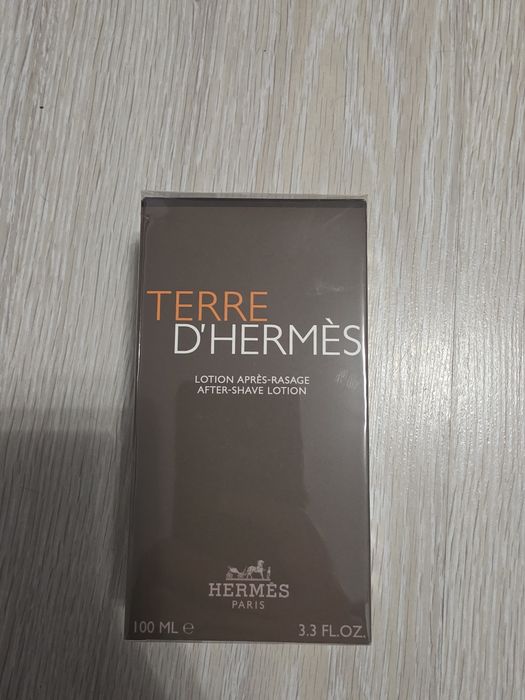 TERRE
D'HERMÈS
LOTION APRÈS-RASAGE
AFTER-SHAVE LOTION
HERMÈS
PARIS
100 ML ℮ 3.3 FL.OZ.